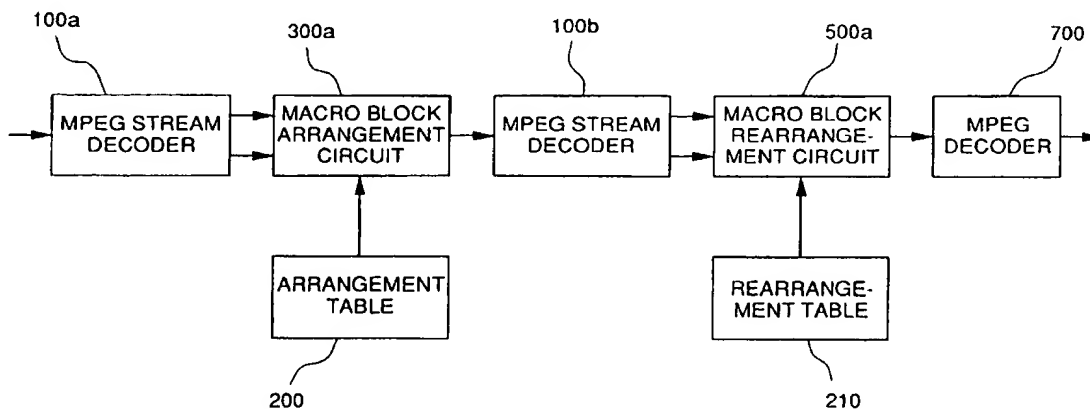 100a
300a
100b
500a
700
MPEG STREAM
DECODER
MACRO BLOCK
ARRANGEMENT
CIRCUIT
MPEG STREAM
DECODER
MACRO BLOCK
REARRANGE-
MENT CIRCUIT
MPEG
DECODER
ARRANGEMENT
TABLE
REARRANGE-
MENT TABLE
200
210